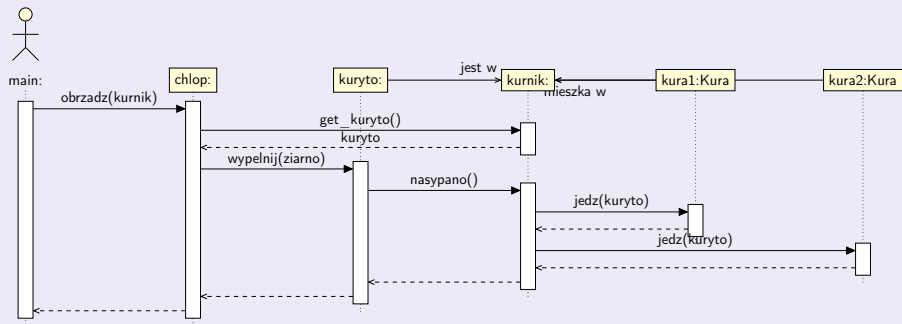 main:
chlop:
kuryto:
jest w
kurnik:
mieszka w
kura1:Kura
kura2:Kura
obrzadz(kurnik)
get_kuryto()
kuryto
wypelnij(ziarno)
nasypano()
jedz(kuryto)
jedz(kuryto)